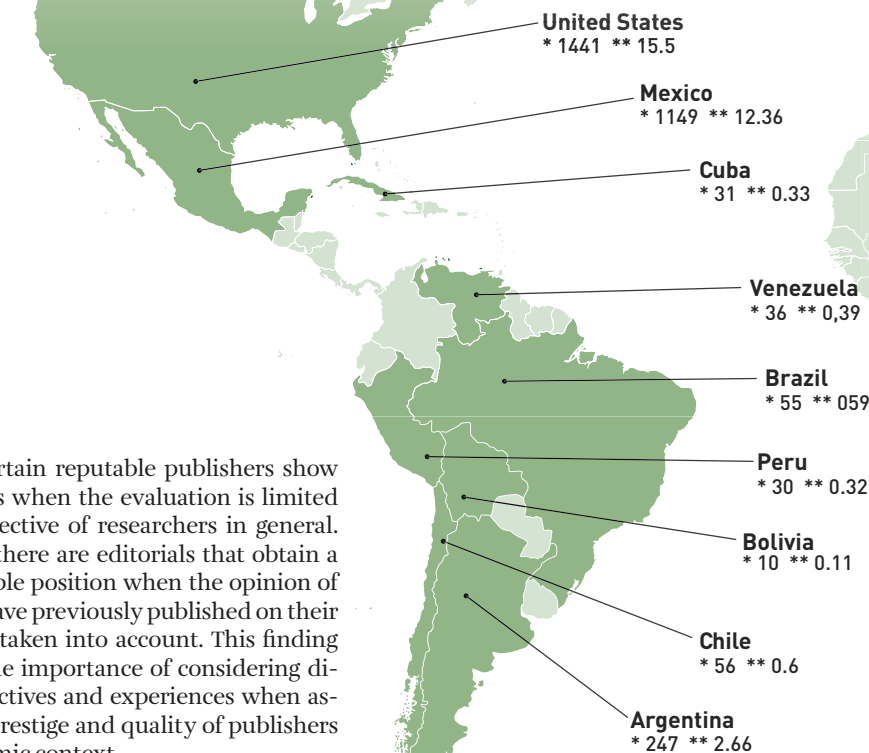 United States
* 1441 ** 15.5
Mexico
* 1149 ** 12.36
Cuba
* 31 ** 0.33
Venezuela
* 36 ** 0,39
Brazil
* 55 ** 059
Peru
* 30 ** 0.32
Bolivia
* 10 ** 0.11
Chile
* 56 ** 0.6
Argentina
* 247 ** 2.66
rtain reputable publishers show
s when the evaluation is limited
ective of researchers in general.
there are editorials that obtain a
ble position when the opinion of
ave previously published on their
taken into account. This finding
e importance of considering di-
ctives and experiences when as-
restige and quality of publishers